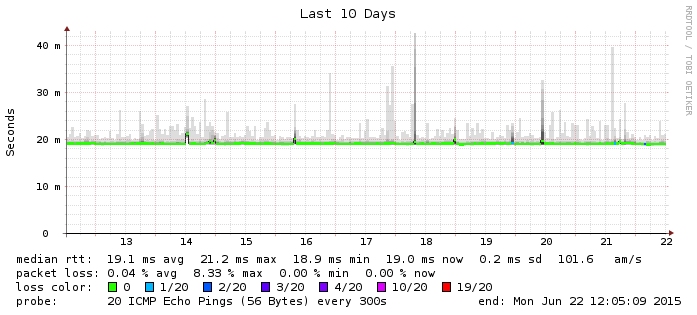 Last 10 Days
RRDTOOL / TOBI OETIKER
Seconds
40 m
30 m
20 m
10 m
0
13 14 15 16 17 18 19 20 21 22
median rtt: 19.1 ms avg 21.2 ms max 18.9 ms min 19.0 ms now 0.2 ms sd 101.6 am/s
packet loss: 0.04 % avg 8.33 % max 0.00 % min 0.00 % now
loss color: 0 1/20 2/20 3/20 4/20 10/20 19/20
probe: 20 ICMP Echo Pings (56 Bytes) every 300s end: Mon Jun 22 12:05:09 2015